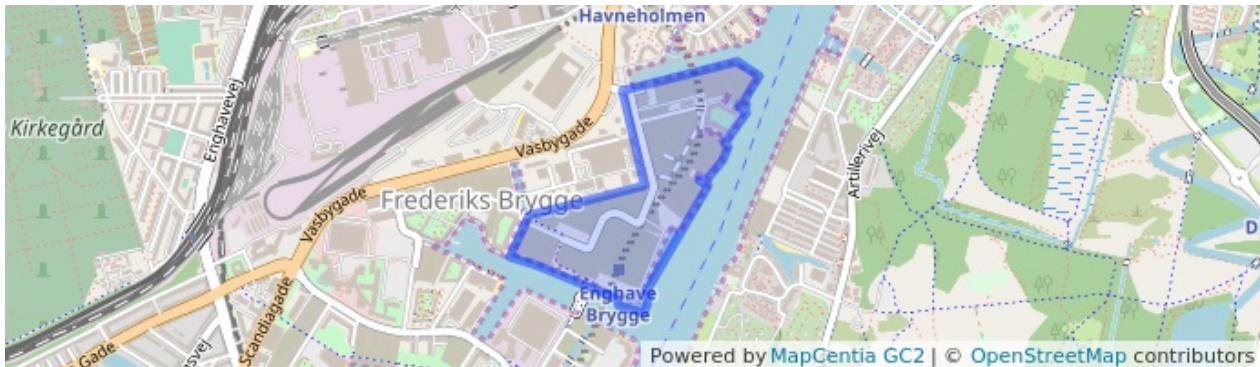 Havneholmen
Kirkegård
Enghavevej
Vasbygade
Artillerivej
Frederiks Brygge
Vasbygade
D
Enghave
Brygge
Scandiagade
Gade
Powered by MapCentia GC2 | © OpenStreetMap contributors